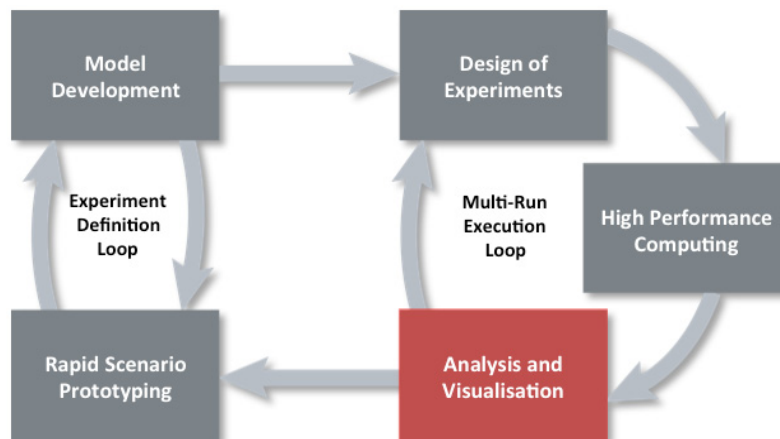 Model
Development
Design of
Experiments
Experiment
Definition
Loop
Multi-Run
Execution
Loop
High Performance
Computing
Rapid Scenario
Prototyping
Analysis and
Visualisation